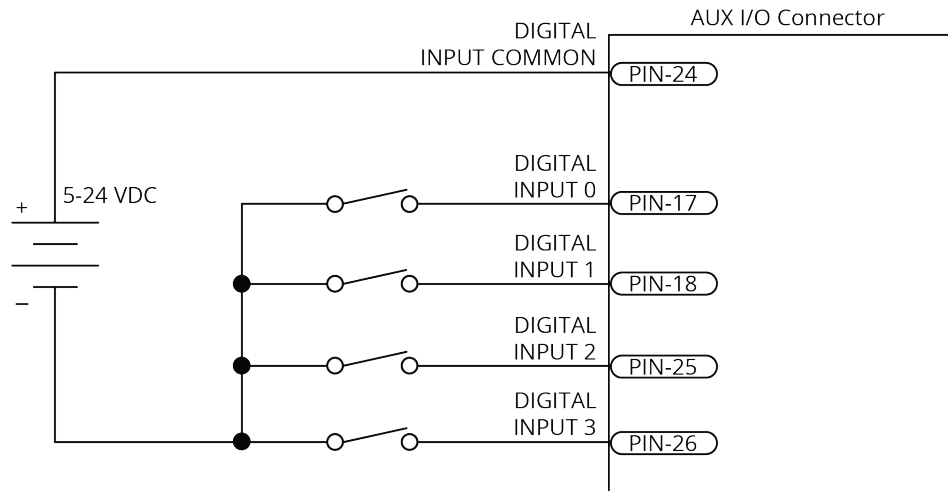 AUX I/O Connector
DIGITAL
INPUT COMMON
PIN-24
5-24 VDC
+
−
DIGITAL
INPUT 0
PIN-17
DIGITAL
INPUT 1
PIN-18
DIGITAL
INPUT 2
PIN-25
DIGITAL
INPUT 3
PIN-26